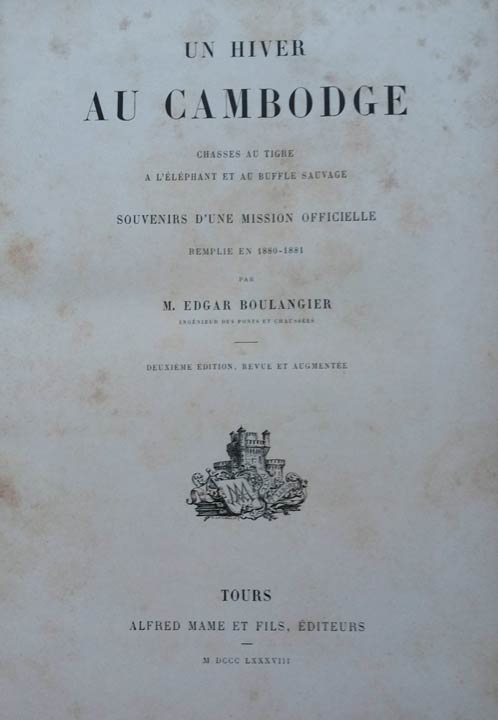 UN HIVER
AU CAMBODGE
CHASSES AU TIGRE
A L'ÉLÉPHANT ET AU BUFFLE SAUVAGE
SOUVENIRS D'UNE MISSION OFFICIELLE
REMPLIE EN 1880-1881
PAR
M. EDGAR BOULANGIER
INGÉNIEUR DES PONTS ET CHAUSSÉES
DEUXIÈME ÉDITION, REVUE ET AUGMENTÉE
TOURS
ALFRED MAME ET FILS, ÉDITEURS
M DCCC LXXXVIII